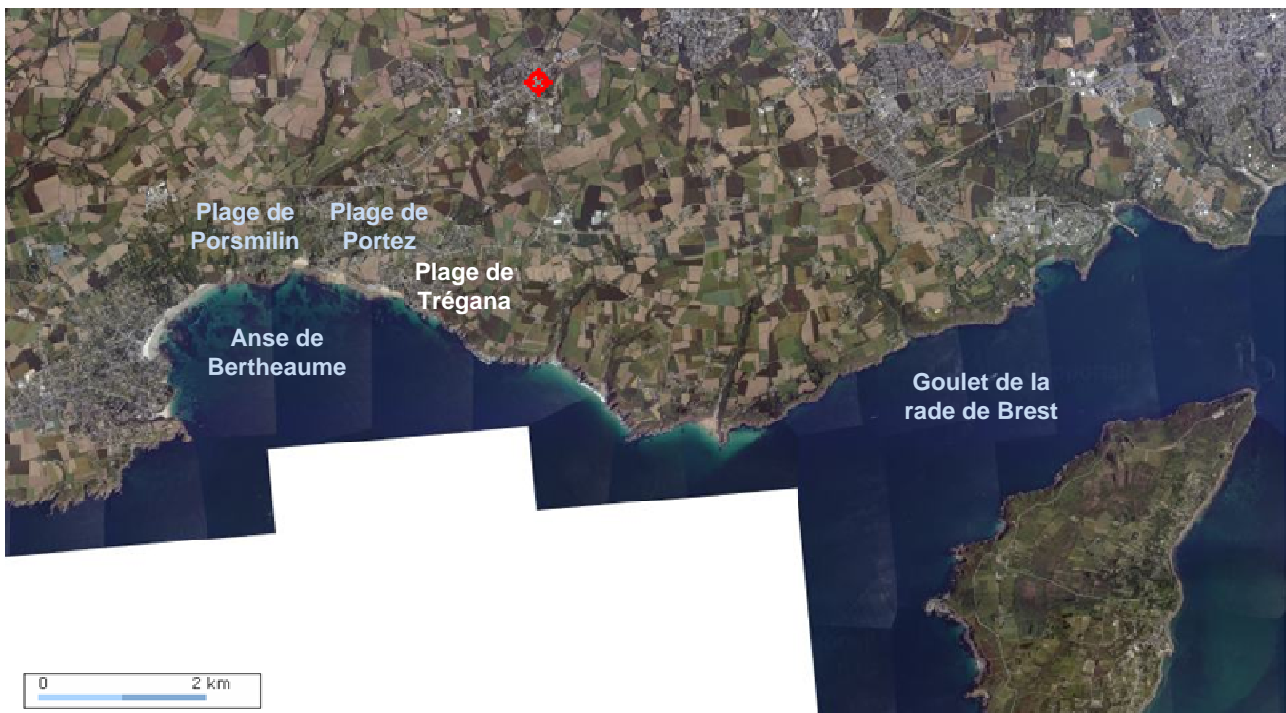 Plage de
Porsmilin
Plage de
Portez
Plage de
Trégana
Anse de
Bertheaume
Goulet de la
rade de Brest
0 2 km